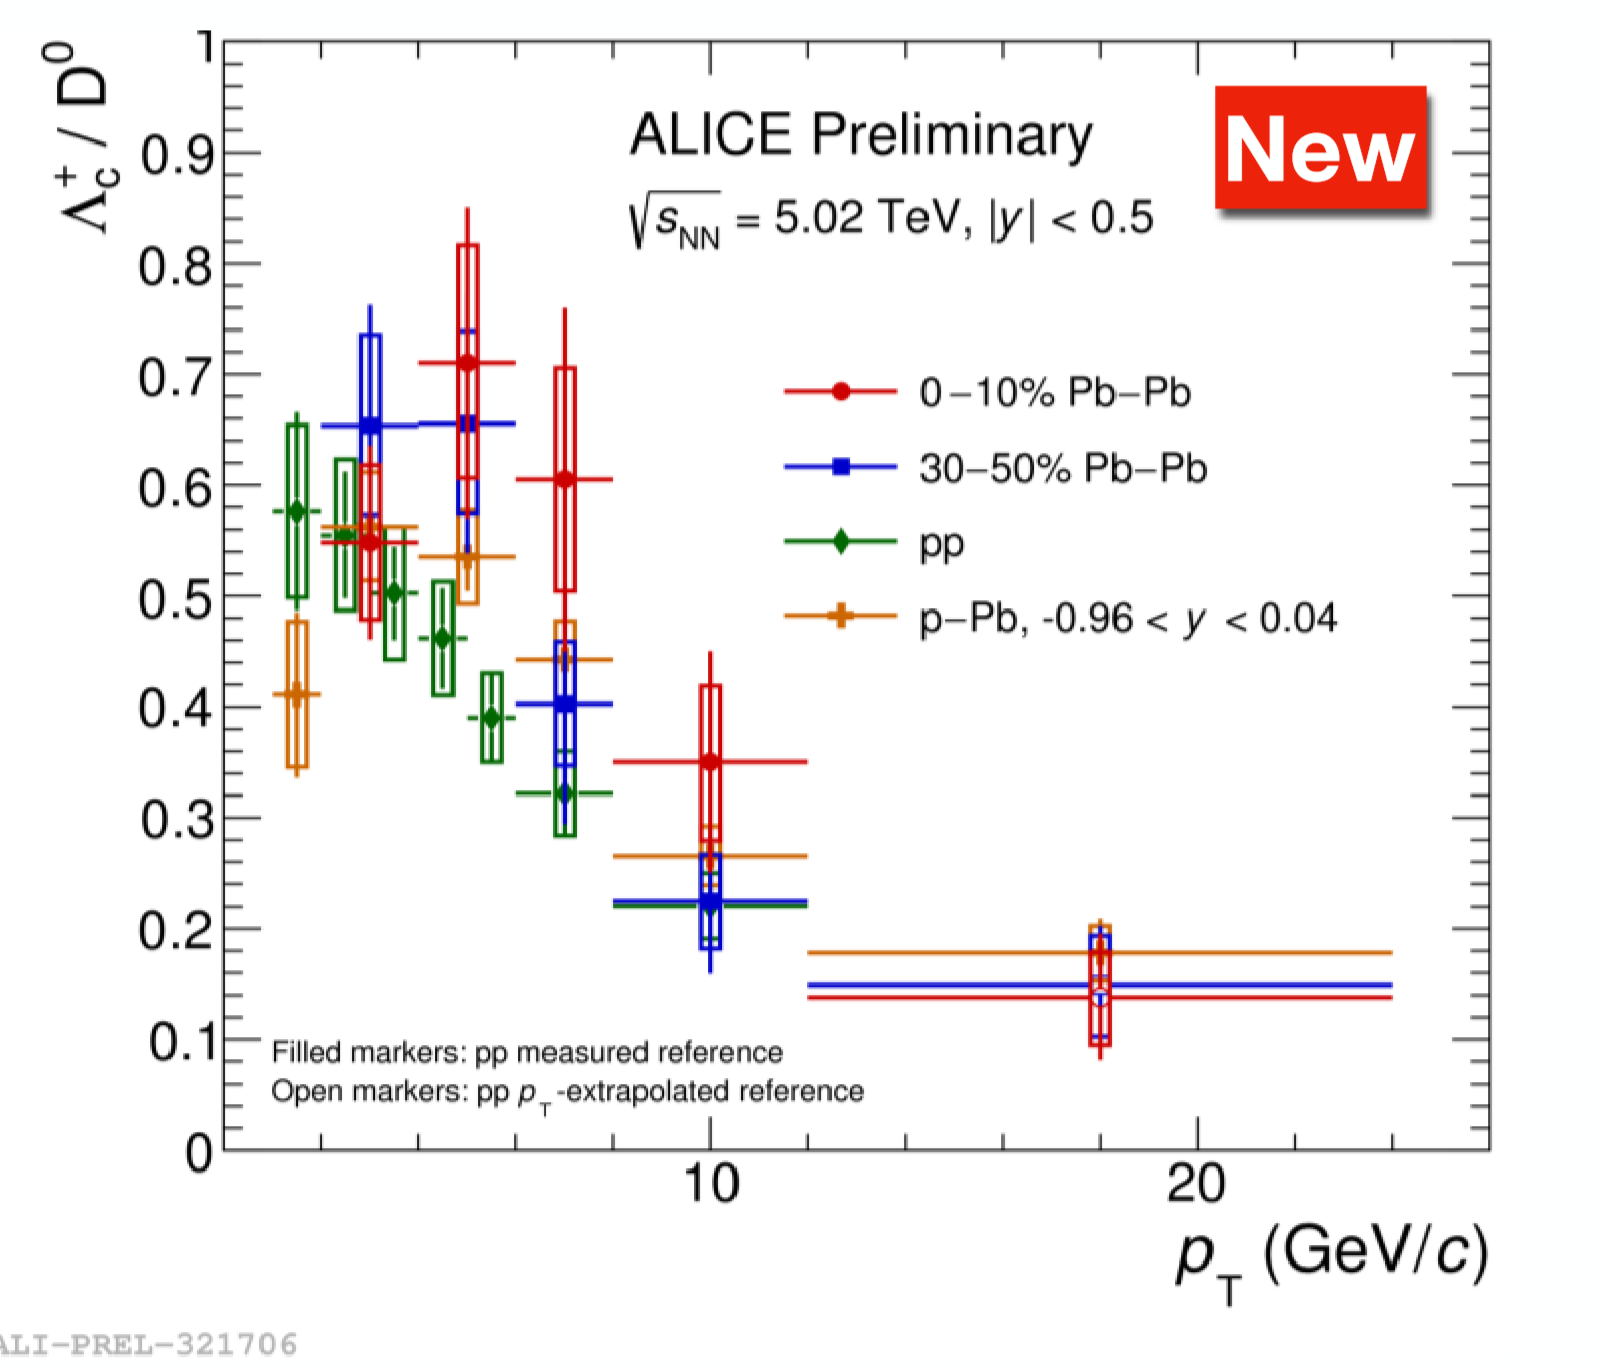 Λc+ / D0
1
0.9
0.8
0.7
0.6
0.5
0.4
0.3
0.2
0.1
0
ALICE Preliminary
New
√sNN = 5.02 TeV, |y| < 0.5
0–10% Pb–Pb
30–50% Pb–Pb
pp
p–Pb, -0.96 < y < 0.04
Filled markers: pp measured reference
Open markers: pp pT-extrapolated reference
10
20
pT (GeV/c)
ALI-PREL-321706